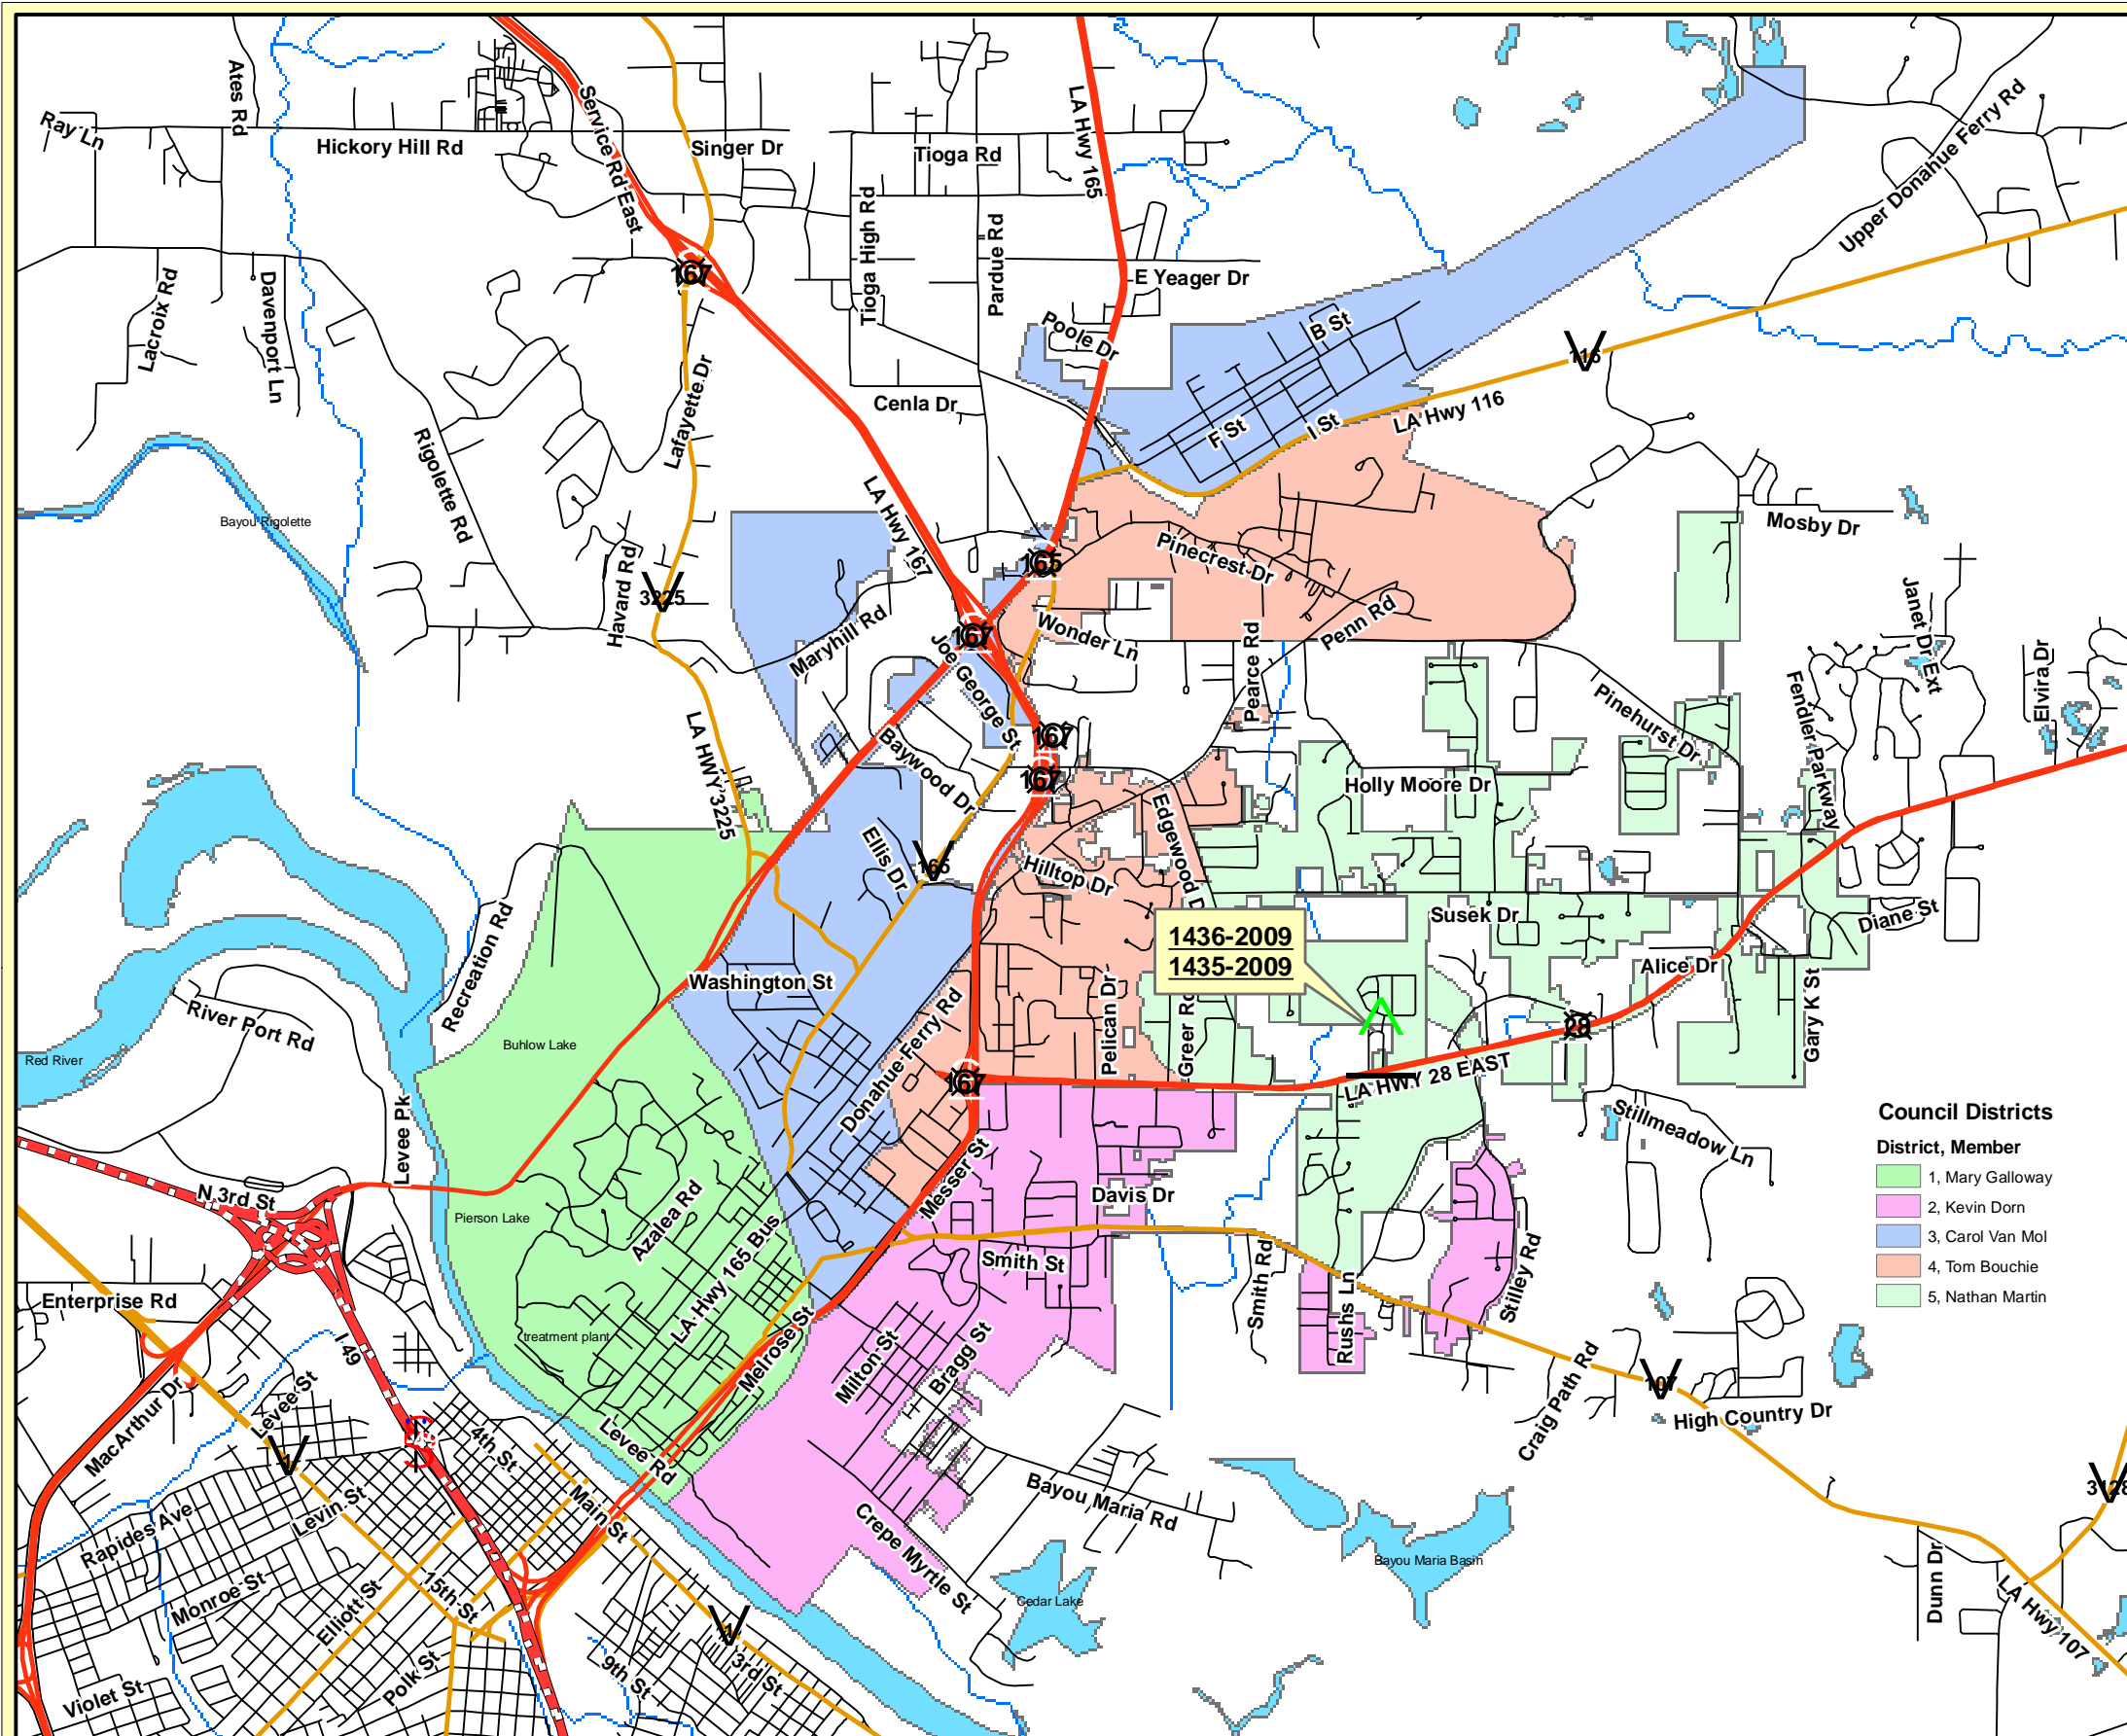 Ates Rd
Ray Ln
Hickory Hill Rd
Service Rd East
Singer Dr
Tioga Rd
LA Hwy 165
Upper Donahue Ferry Rd
Lacroix Rd
Davenport Ln
167
Tioga High Rd
Pardue Rd
E Yeager Dr
Poole Dr
B St
116
Lafayette Dr
Cenla Dr
F St
I St
LA Hwy 116
Rigolette Rd
Bayou Rigolette
LA Hwy 167
Mosby Dr
Pinecrest Dr
165
Havard Rd
3225
Maryhill Rd
167
Joe George St
Wonder Ln
Pearce Rd
Penn Rd
Janet Dr Ext
Elvira Dr
Pinehurst Dr
Fendler Parkway
LA HWY 3225
Baywood Dr
167
167
Holly Moore Dr
Edgewood D
Ellis Dr
165
Hilltop Dr
Susek Dr
Diane St
1436-2009
1435-2009
Recreation Rd
Washington St
Alice Dr
River Port Rd
Donahue Ferry Rd
Pelican Dr
Greer Rd
28
Gary K St
Red River
Buhlow Lake
167
LA HWY 28 EAST
Levee Pk
Stillmeadow Ln
Council Districts
District, Member
1, Mary Galloway
2, Kevin Dorn
3, Carol Van Mol
4, Tom Bouchie
5, Nathan Martin
N 3rd St
Pierson Lake
Azalea Rd
Messer St
Davis Dr
Smith St
LA Hwy 165 Bus
Smith Rd
Rushs Ln
Stilley Rd
Enterprise Rd
treatment plant
I 49
Melrose St
Milton St
Bragg St
Craig Path Rd
107
High Country Dr
MacArthur Dr
Levee St
4th St
Levee Rd
Main St
Bayou Maria Rd
3128
Rapides Ave
Levin St
Crepe Myrtle St
Bayou Maria Basin
Monroe St
Elliott St
15th St
Cedar Lake
Dunn Dr
LA Hwy 107
Violet St
Polk St
9th St
3rd St